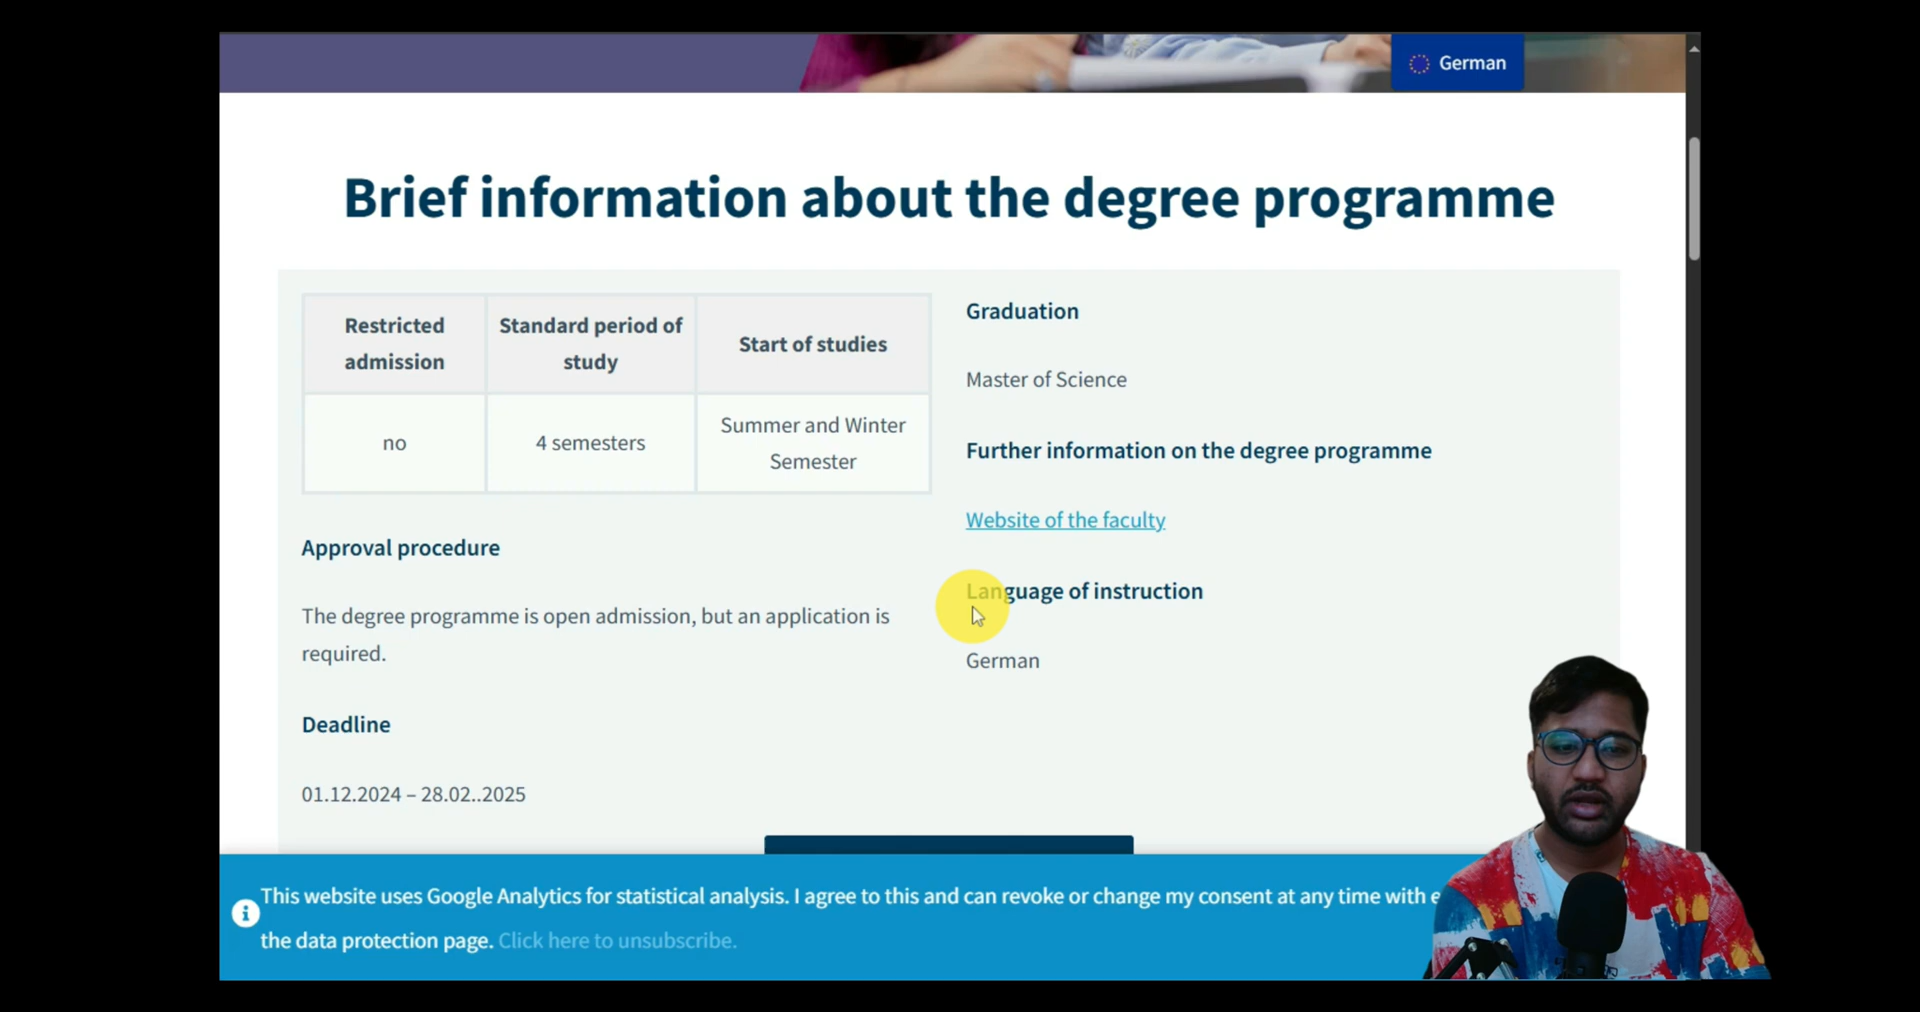 German
Brief information about the degree programme
Restricted
admission
Standard period of
study
Start of studies
no
4 semesters
Summer and Winter
Semester
Approval procedure
The degree programme is open admission, but an application is
required.
Deadline
01.12.2024 – 28.02..2025
Graduation
Master of Science
Further information on the degree programme
Website of the faculty
Language of instruction
German
This website uses Google Analytics for statistical analysis. I agree to this and can revoke or change my consent at any time with
the data protection page. Click here to unsubscribe.